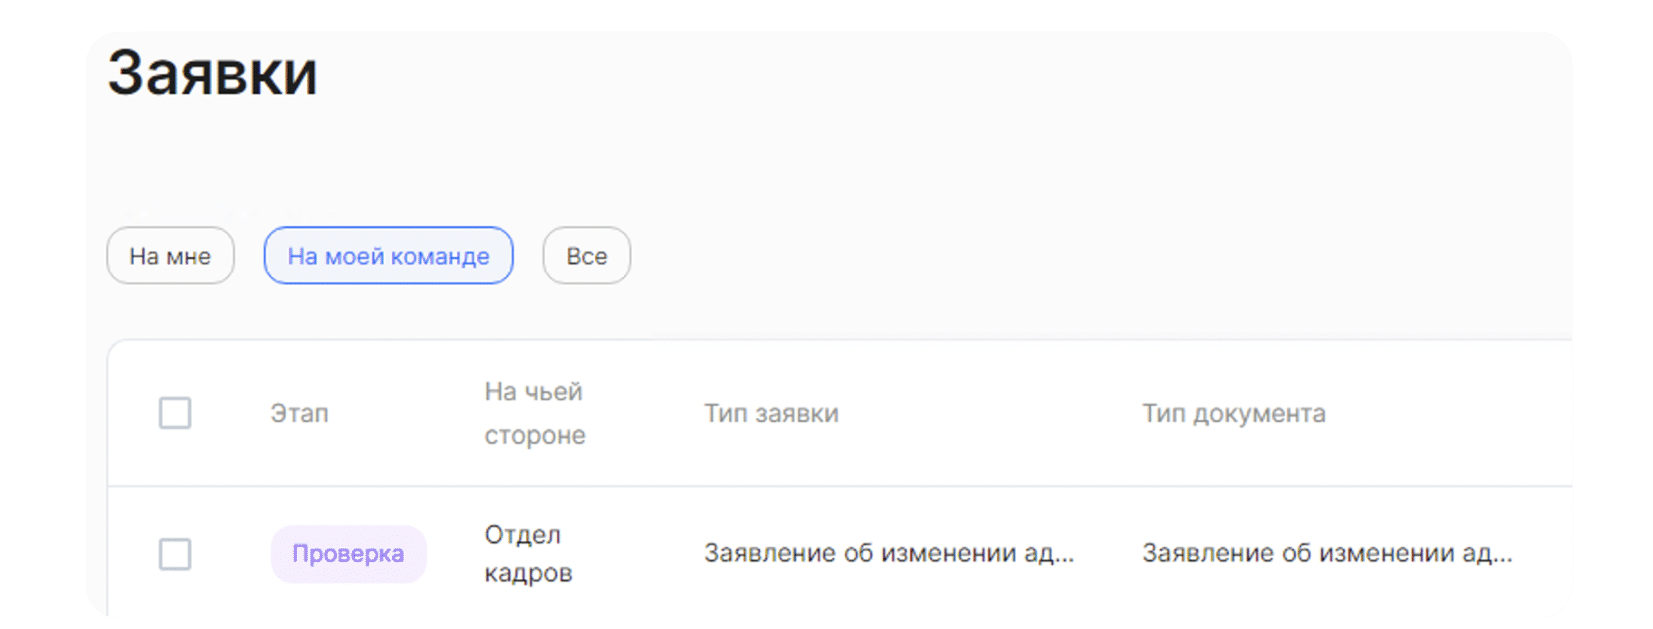 Заявки
На мне На моей команде Все
Этап На чьей стороне Тип заявки Тип документа
Проверка Отдел кадров Заявление об изменении ад... Заявление об изменении ад...